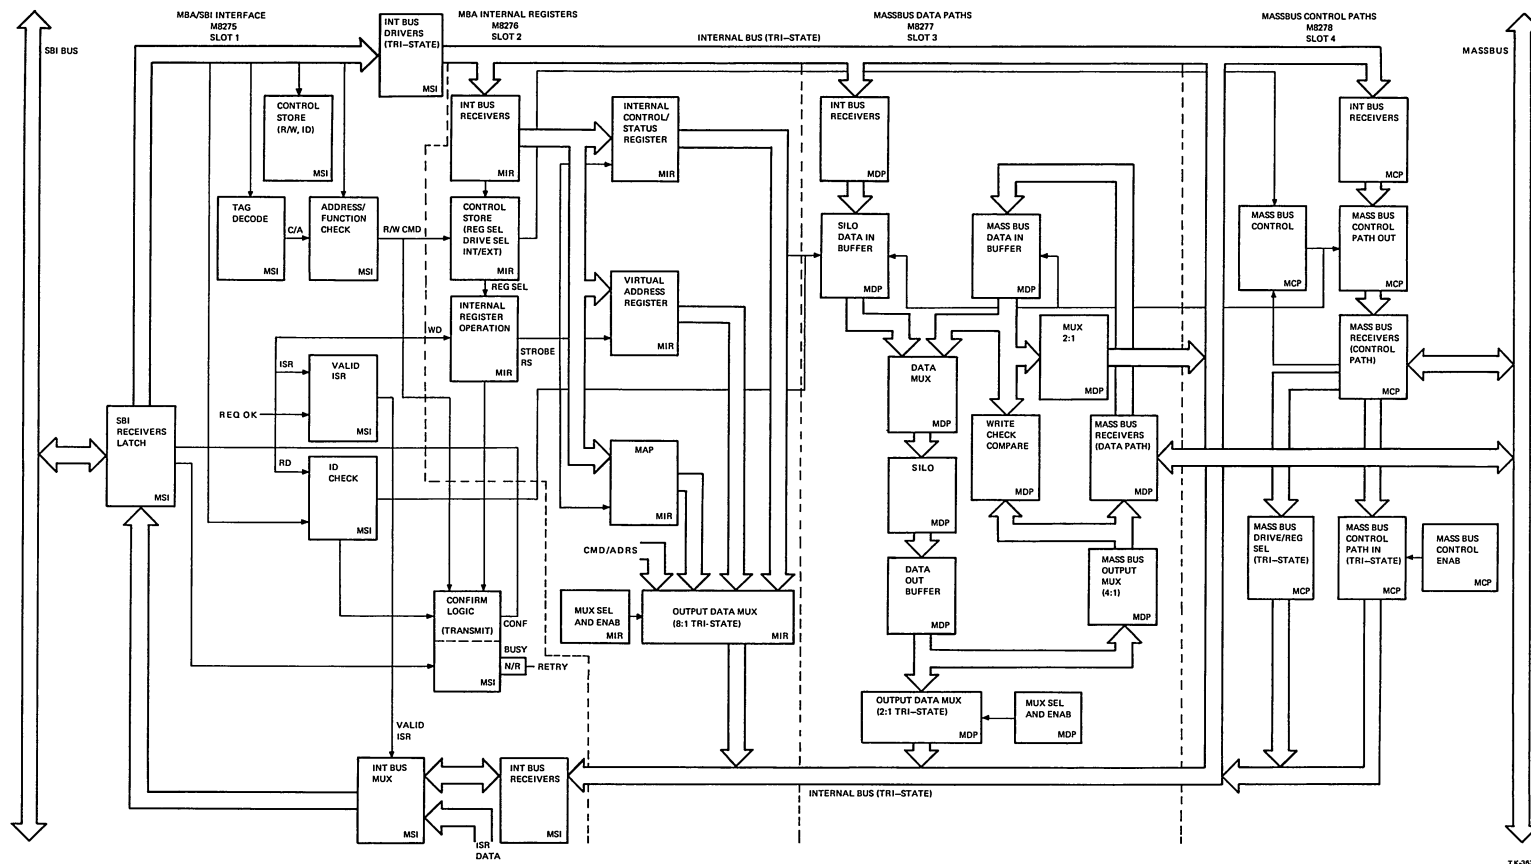 MBA/SBI INTERFACE
M8275
SLOT 1
MBA INTERNAL REGISTERS
M8276
SLOT 2
MASSBUS DATA PATHS
M8277
SLOT 3
MASSBUS CONTROL PATHS
M8278
SLOT 4
SBI BUS
INT BUS
DRIVERS
(TRI-STATE)
MSI
INTERNAL BUS (TRI-STATE)
MASSBUS
CONTROL
STORE
(R/W, ID)
MSI
INT BUS
RECEIVERS
MIR
INTERNAL
CONTROL/
STATUS
REGISTER
MIR
INT BUS
RECEIVERS
MDP
INT BUS
RECEIVERS
MCP
TAG
DECODE
MSI
C/A
ADDRESS/
FUNCTION
CHECK
MSI
R/W CMD
CONTROL
STORE
(REG SEL
DRIVE SEL
INT/EXT)
MIR
REG SEL
SILO
DATA IN
BUFFER
MDP
MASS BUS
DATA IN
BUFFER
MDP
MASS BUS
CONTROL
MCP
MASS BUS
CONTROL
PATH OUT
MCP
VIRTUAL
ADDRESS
REGISTER
MIR
INTERNAL
REGISTER
OPERATION
MIR
WD
STROBE
RS
MUX
2:1
MDP
MASS BUS
RECEIVERS
(CONTROL
PATH)
MCP
ISR
VALID
ISR
MSI
REQ OK
DATA
MUX
MDP
SBI
RECEIVERS
LATCH
MSI
RD
ID
CHECK
MSI
MAP
MIR
WRITE
CHECK
COMPARE
MDP
MASS BUS
RECEIVERS
(DATA PATH)
MDP
SILO
MDP
MASS BUS
DRIVE/REG
SEL
(TRI-STATE)
MCP
MASS BUS
CONTROL
PATH IN
(TRI-STATE)
MCP
MASS BUS
CONTROL
ENAB
MCP
CMD/ADRS
DATA
OUT
BUFFER
MDP
MASS BUS
OUTPUT
MUX
(4:1)
MDP
CONFIRM
LOGIC
(TRANSMIT)
MSI
CONF
BUSY
N/R
RETRY
MUX SEL
AND ENAB
MIR
OUTPUT DATA MUX
(8:1 TRI-STATE)
MIR
OUTPUT DATA MUX
(2:1 TRI-STATE)
MDP
MUX SEL
AND ENAB
MDP
VALID
ISR
INT BUS
MUX
MSI
INT BUS
RECEIVERS
MSI
INTERNAL BUS (TRI-STATE)
ISR
DATA